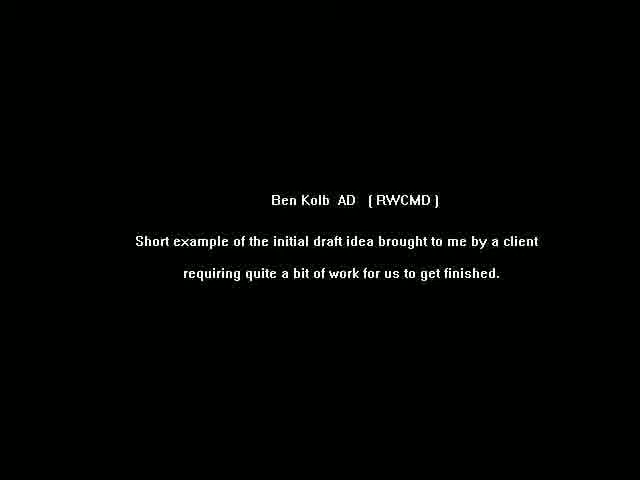 Ben Kolb AD ( RWCMD )
Short example of the initial draft idea brought to me by a client
requiring quite a bit of work for us to get finished.